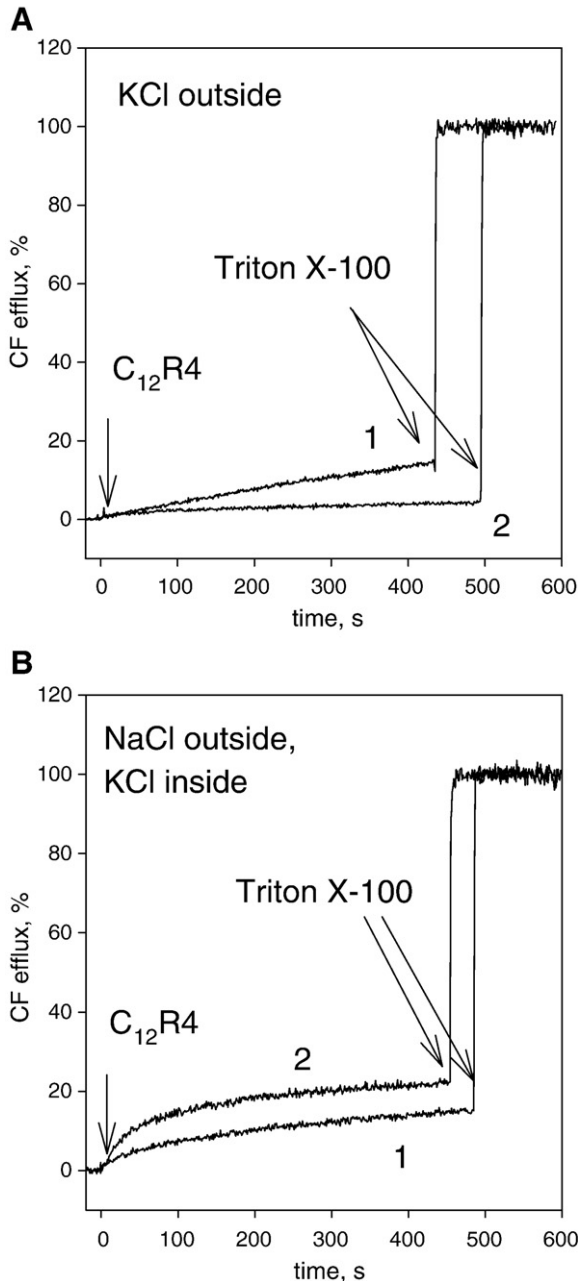 A
120
KCl outside
100
80
Triton X-100
60
CF efflux, %
40
C₁₂R4
1
20
0
2
0 100 200 300 400 500 600
time, s
B
120
NaCl outside,
KCl inside
100
80
Triton X-100
60
CF efflux, %
40
C₁₂R4
2
20
1
0
0 100 200 300 400 500 600
time, s